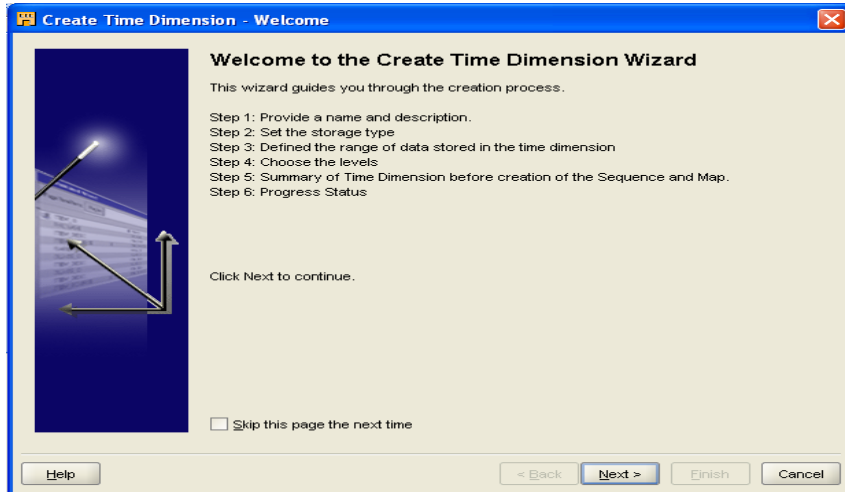 Create Time Dimension - Welcome
Welcome to the Create Time Dimension Wizard
This wizard guides you through the creation process.
Step 1: Provide a name and description.
Step 2: Set the storage type
Step 3: Defined the range of data stored in the time dimension
Step 4: Choose the levels
Step 5: Summary of Time Dimension before creation of the Sequence and Map.
Step 6: Progress Status
Click Next to continue.
Skip this page the next time
Help < Back Next > Finish Cancel